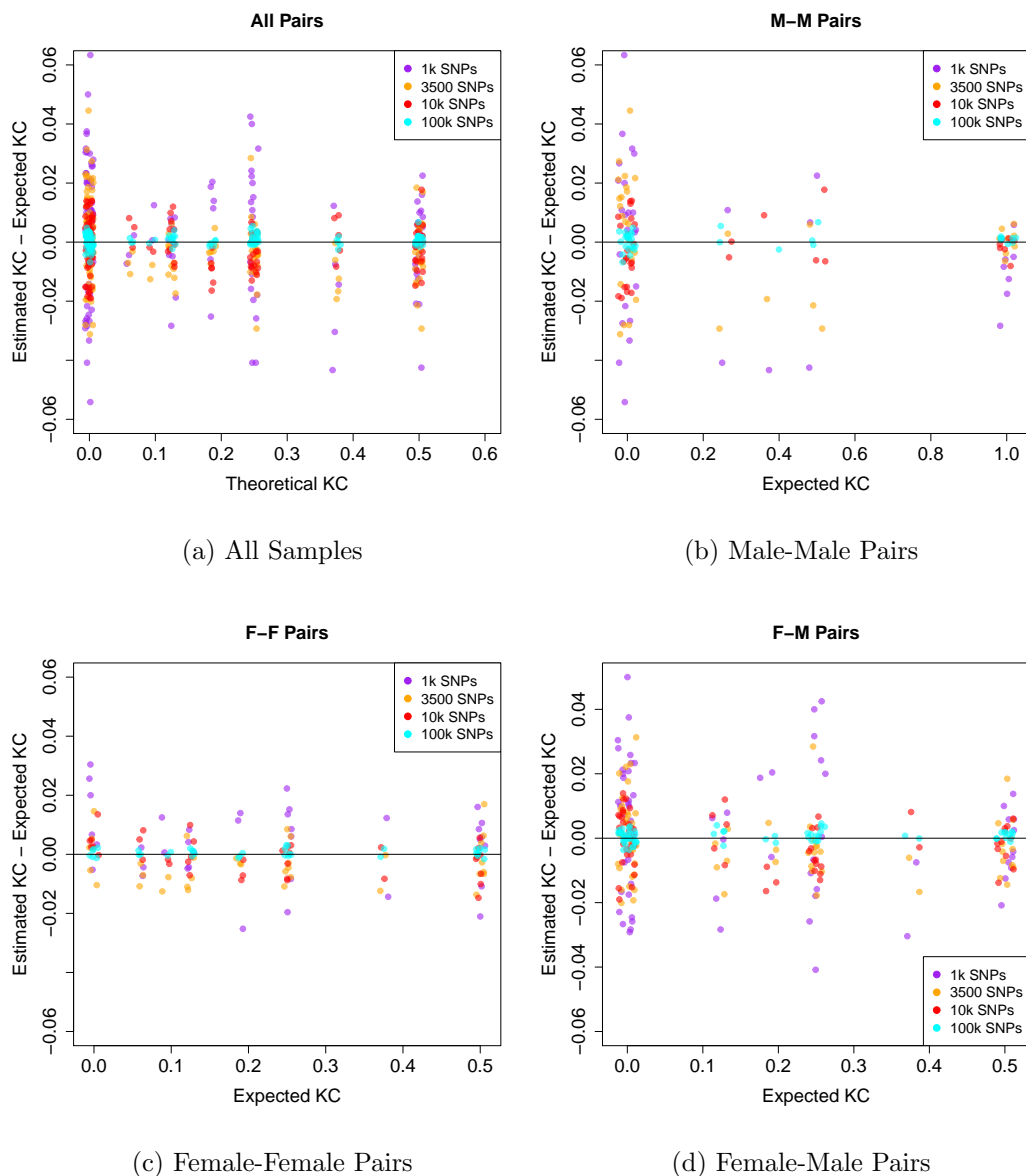 All Pairs
Estimated KC − Expected KC
0.06
0.04
0.02
0.00
−0.02
−0.06
1k SNPs
3500 SNPs
10k SNPs
100k SNPs
0.0 0.1 0.2 0.3 0.4 0.5 0.6
Theoretical KC
(a) All Samples
M−M Pairs
Estimated KC − Expected KC
0.06
0.04
0.02
0.00
−0.02
−0.06
1k SNPs
3500 SNPs
10k SNPs
100k SNPs
0.0 0.2 0.4 0.6 0.8 1.0
Expected KC
(b) Male-Male Pairs
F−F Pairs
Estimated KC − Expected KC
0.06
0.04
0.02
0.00
−0.02
−0.06
1k SNPs
3500 SNPs
10k SNPs
100k SNPs
0.0 0.1 0.2 0.3 0.4 0.5
Expected KC
(c) Female-Female Pairs
F−M Pairs
Estimated KC − Expected KC
0.04
0.02
0.00
−0.02
−0.04
−0.06
1k SNPs
3500 SNPs
10k SNPs
100k SNPs
0.0 0.1 0.2 0.3 0.4 0.5
Expected KC
(d) Female-Male Pairs